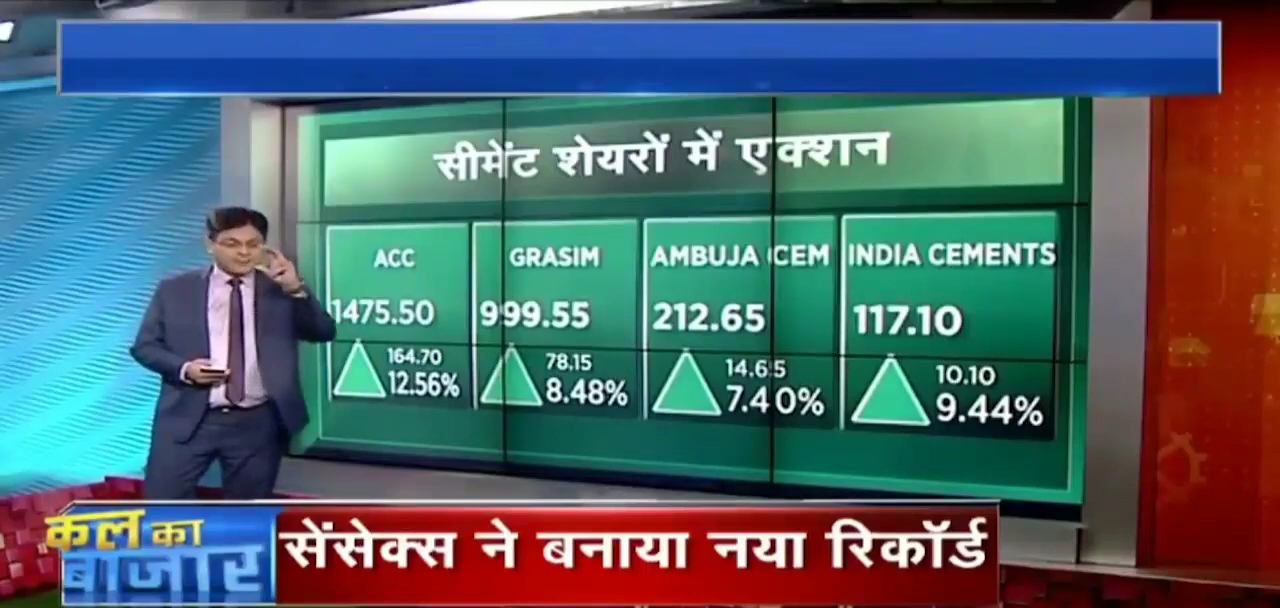 सीमेंट शेयरों में एक्शन
ACC
1475.50
164.70
12.56%
GRASIM
999.55
78.15
8.48%
AMBUJA CEM
212.65
14.65
7.40%
INDIA CEMENTS
117.10
10.10
9.44%
कल का
बाजार
सेंसेक्स ने बनाया नया रिकॉर्ड